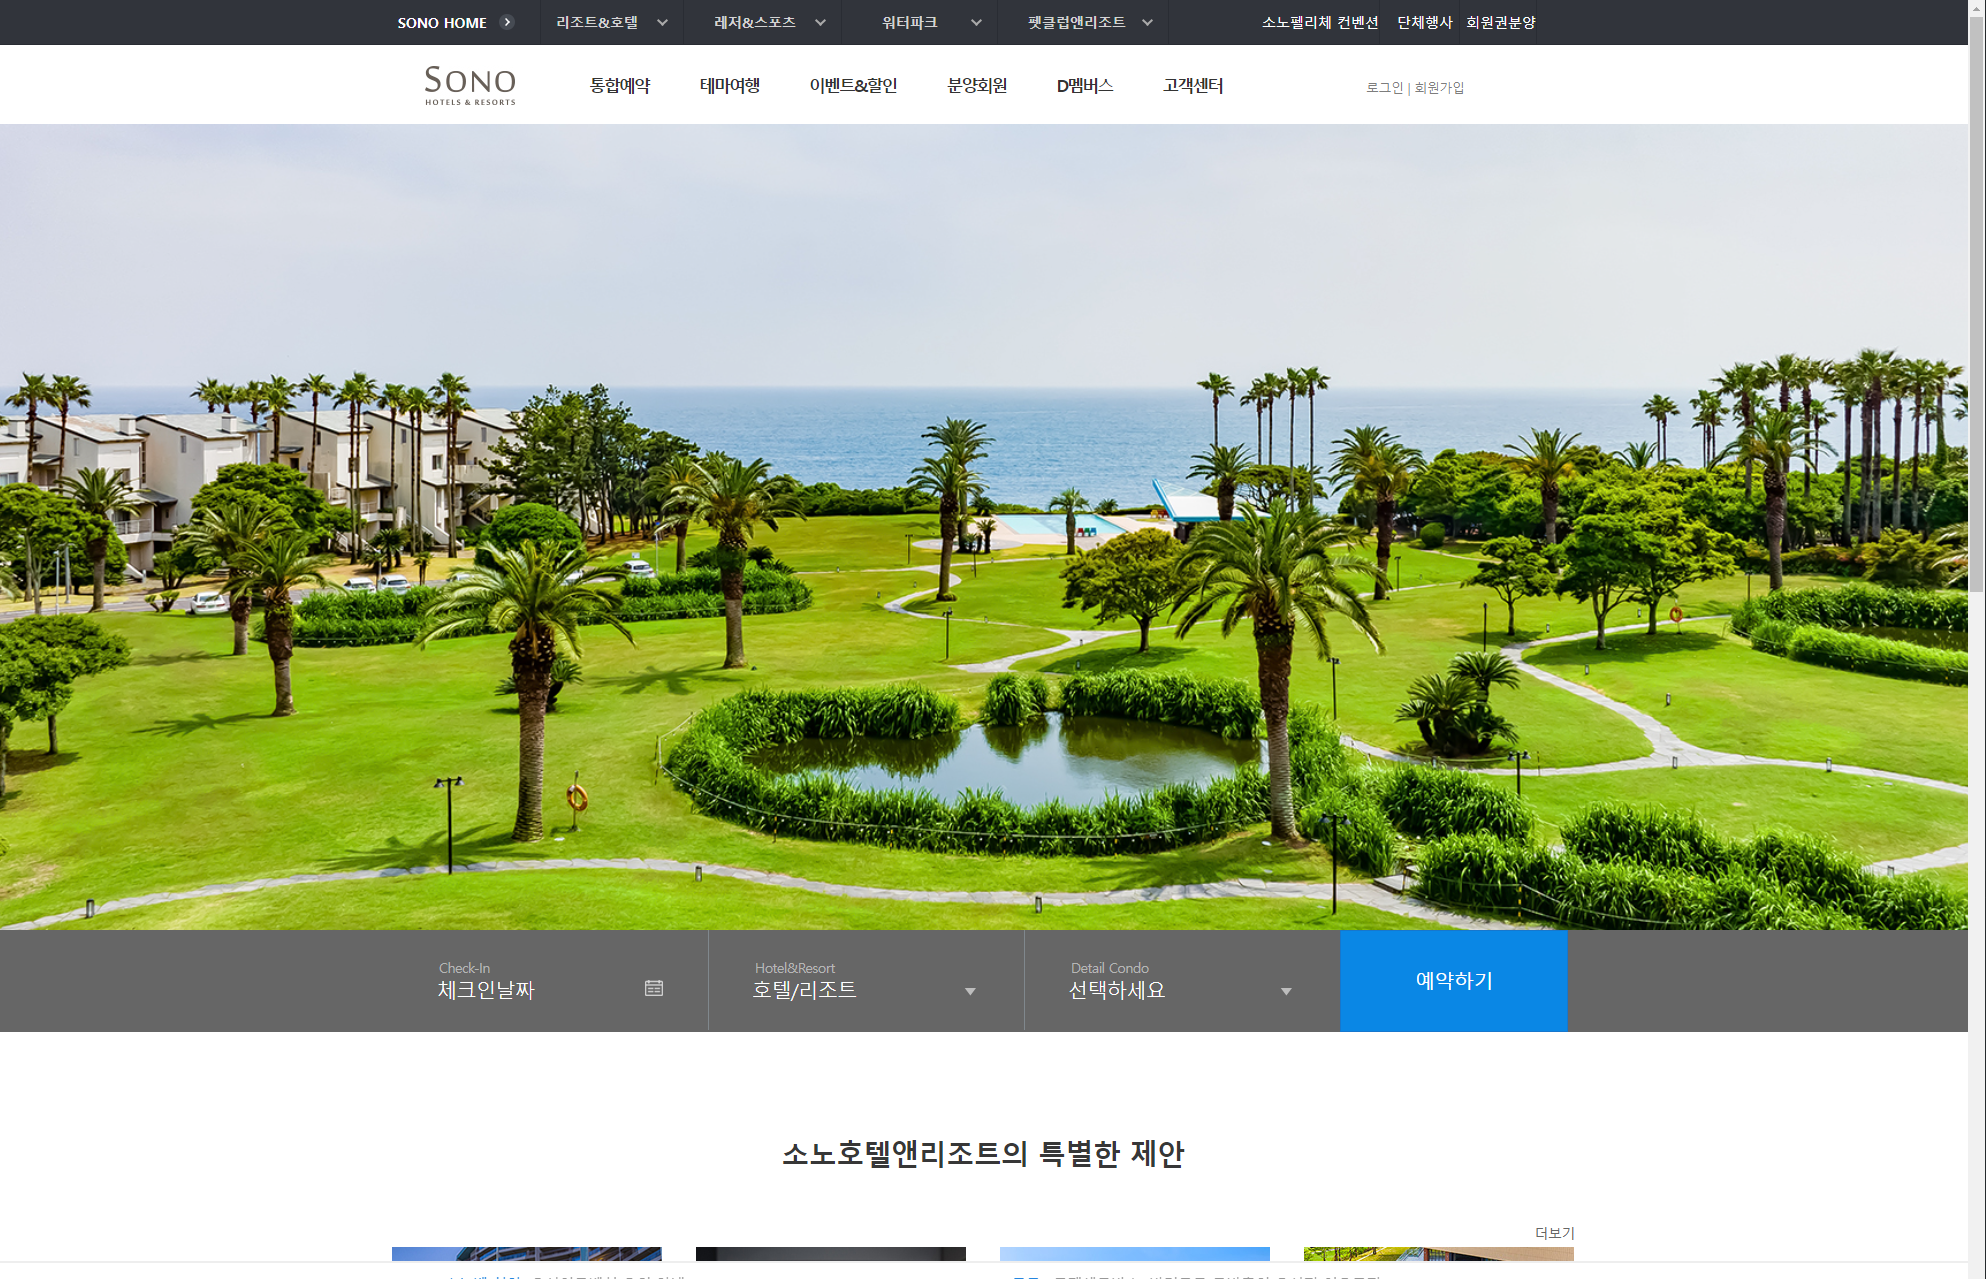 SONO HOME 리조트&호텔 레저&스포츠 워터파크 펫클럽앤리조트 소노펠리체 컨벤션 단체행사 회원권분양
SONO
HOTELS & RESORTS
통합예약 테마여행 이벤트&할인 분양회원 D멤버스 고객센터
로그인 | 회원가입
Check-In
체크인날짜
Hotel&Resort
호텔/리조트
Detail Condo
선택하세요
예약하기
소노호텔앤리조트의 특별한 제안
더보기